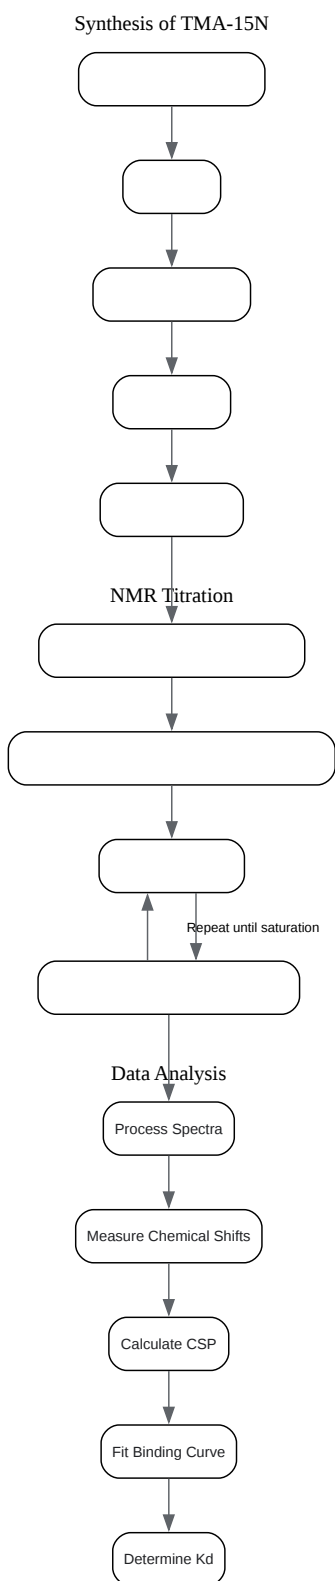 Synthesis of TMA-15N
NMR Titration
Repeat until saturation
Data Analysis
Process Spectra
Measure Chemical Shifts
Calculate CSP
Fit Binding Curve
Determine Kd